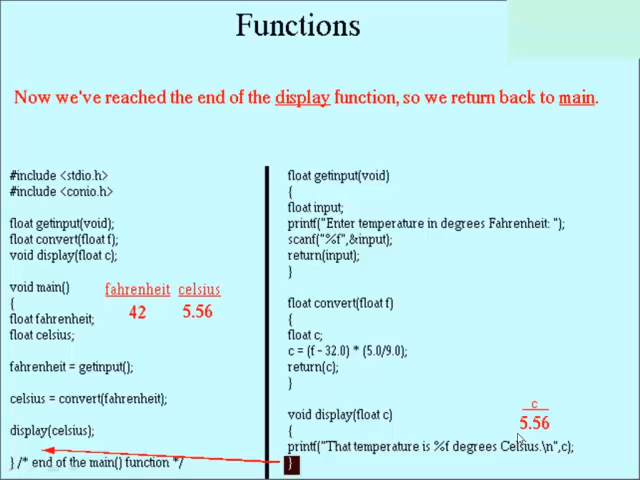 Functions
Now we've reached the end of the display function, so we return back to main.
#include <stdio.h>
#include <conio.h>
float getinput(void);
float convert(float f);
void display(float c);
void main()
{
float fahrenheit;
float celsius;
fahrenheit = getinput();
celsius = convert(fahrenheit);
display(celsius);
} /* end of the main() function */
fahrenheit celsius
42 5.56
float getinput(void)
{
float input;
printf("Enter temperature in degrees Fahrenheit: ");
scanf("%f",&input);
return(input);
}
float convert(float f)
{
float c;
c = (f - 32.0) * (5.0/9.0);
return(c);
}
void display(float c)
{
printf("That temperature is %f degrees Celsius.\n",c);
}
c
5.56